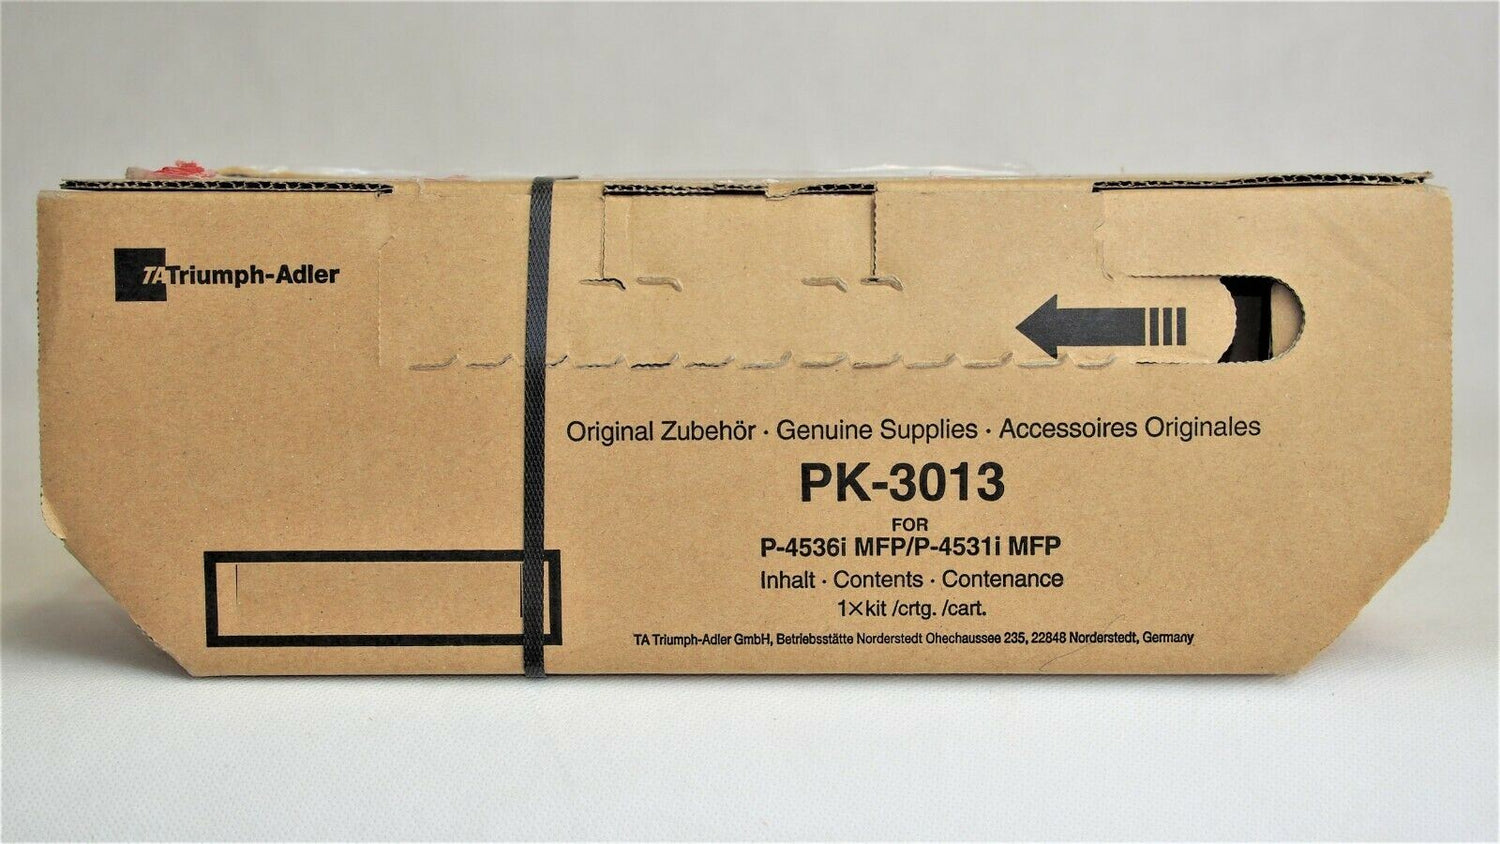 TA Triumph-Adler
Original Zubehör · Genuine Supplies · Accessoires Originales
PK-3013
FOR
P-4536i MFP/P-4531i MFP
Inhalt · Contents · Contenance
1×kit /crtg. /cart.
TA Triumph-Adler GmbH, Betriebsstätte Norderstedt Ohechaussee 235, 22848 Norderstedt, Germany